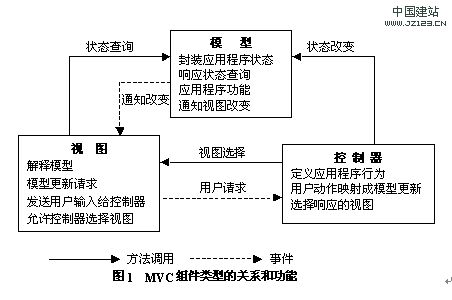 中国建站
WWW.JZ123.CN
模 型
封装应用程序状态
响应状态查询
应用程序功能
通知视图改变
状态查询
状态改变
通知改变
视 图
解释模型
模型更新请求
发送用户输入给控制器
允许控制器选择视图
视图选择
用户请求
控 制 器
定义应用程序行为
用户动作映射成模型更新
选择响应的视图
方法调用
事件
图1 MVC组件类型的关系和功能